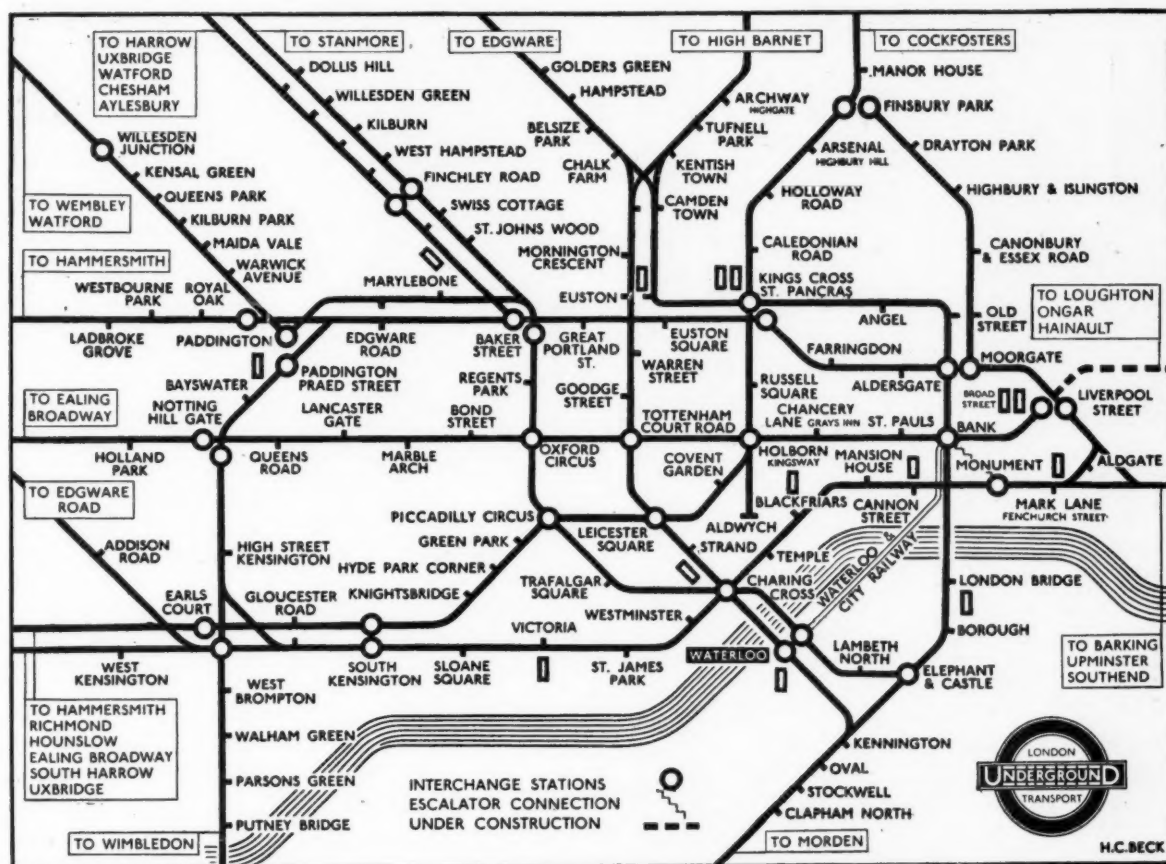 TO HARROW
UXBRIDGE
WATFORD
CHESHAM
AYLESBURY
TO STANMORE
TO EDGWARE
TO HIGH BARNET
TO COCKFOSTERS
DOLLIS HILL
WILLESDEN GREEN
KILBURN
WEST HAMPSTEAD
FINCHLEY ROAD
SWISS COTTAGE
ST. JOHNS WOOD
GOLDERS GREEN
HAMPSTEAD
BELSIZE
PARK
CHALK
FARM
ARCHWAY
HIGHGATE
TUFNELL
PARK
KENTISH
TOWN
CAMDEN
TOWN
MORNINGTON
CRESCENT
EUSTON
MANOR HOUSE
FINSBURY PARK
ARSENAL
HIGHBURY HILL
HOLLOWAY
ROAD
CALEDONIAN
ROAD
KINGS CROSS
ST. PANCRAS
DRAYTON PARK
HIGHBURY & ISLINGTON
CANONBURY
& ESSEX ROAD
OLD
STREET
ANGEL
WILLESDEN
JUNCTION
KENSAL GREEN
QUEENS PARK
KILBURN PARK
MAIDA VALE
WARWICK
AVENUE
TO WEMBLEY
WATFORD
TO HAMMERSMITH
WESTBOURNE
PARK
ROYAL
OAK
MARYLEBONE
LADBROKE
GROVE
PADDINGTON
EDGWARE
ROAD
BAKER
STREET
GREAT
PORTLAND
ST.
EUSTON
SQUARE
FARRINGDON
ALDERSGATE
MOORGATE
TO LOUGHTON
ONGAR
HAINAULT
BAYSWATER
PADDINGTON
PRAED STREET
REGENTS
PARK
GOODGE
STREET
WARREN
STREET
RUSSELL
SQUARE
BROAD
STREET
LIVERPOOL
STREET
TO EALING
BROADWAY
NOTTING
HILL GATE
LANCASTER
GATE
BOND
STREET
TOTTENHAM
COURT ROAD
CHANCERY
LANE GRAYS INN
ST. PAULS
BANK
HOLLAND
PARK
QUEENS
ROAD
MARBLE
ARCH
OXFORD
CIRCUS
COVENT
GARDEN
HOLBORN
KINGSWAY
MANSION
HOUSE
MONUMENT
ALDGATE
TO EDGWARE
ROAD
PICCADILLY CIRCUS
LEICESTER
SQUARE
ALDWYCH
BLACKFRIARS
CANNON
STREET
MARK LANE
FENCHURCH STREET
ADDISON
ROAD
HIGH STREET
KENSINGTON
GREEN PARK
HYDE PARK CORNER
KNIGHTSBRIDGE
TRAFALGAR
SQUARE
STRAND
TEMPLE
CHARING
CROSS
WATERLOO &
CITY RAILWAY
LONDON BRIDGE
BOROUGH
EARLS
COURT
GLOUCESTER
ROAD
VICTORIA
WESTMINSTER
WATERLOO
LAMBETH
NORTH
ELEPHANT
& CASTLE
TO BARKING
UPMINSTER
SOUTHEND
WEST
KENSINGTON
WEST
BROMPTON
SOUTH
KENSINGTON
SLOANE
SQUARE
ST. JAMES
PARK
TO HAMMERSMITH
RICHMOND
HOUNSLOW
EALING BROADWAY
SOUTH HARROW
UXBRIDGE
WALHAM GREEN
PARSONS GREEN
PUTNEY BRIDGE
TO WIMBLEDON
INTERCHANGE STATIONS
ESCALATOR CONNECTION
UNDER CONSTRUCTION
KENNINGTON
OVAL
STOCKWELL
CLAPHAM NORTH
TO MORDEN
LONDON
UNDERGROUND
TRANSPORT
H.C.BECK